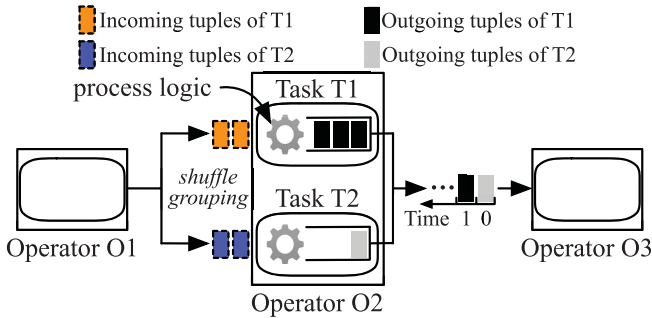 Incoming tuples of T1
Outgoing tuples of T1
Incoming tuples of T2
Outgoing tuples of T2
process logic
Task T1
shuffle
grouping
Task T2
Time 1 0
Operator O1
Operator O2
Operator O3